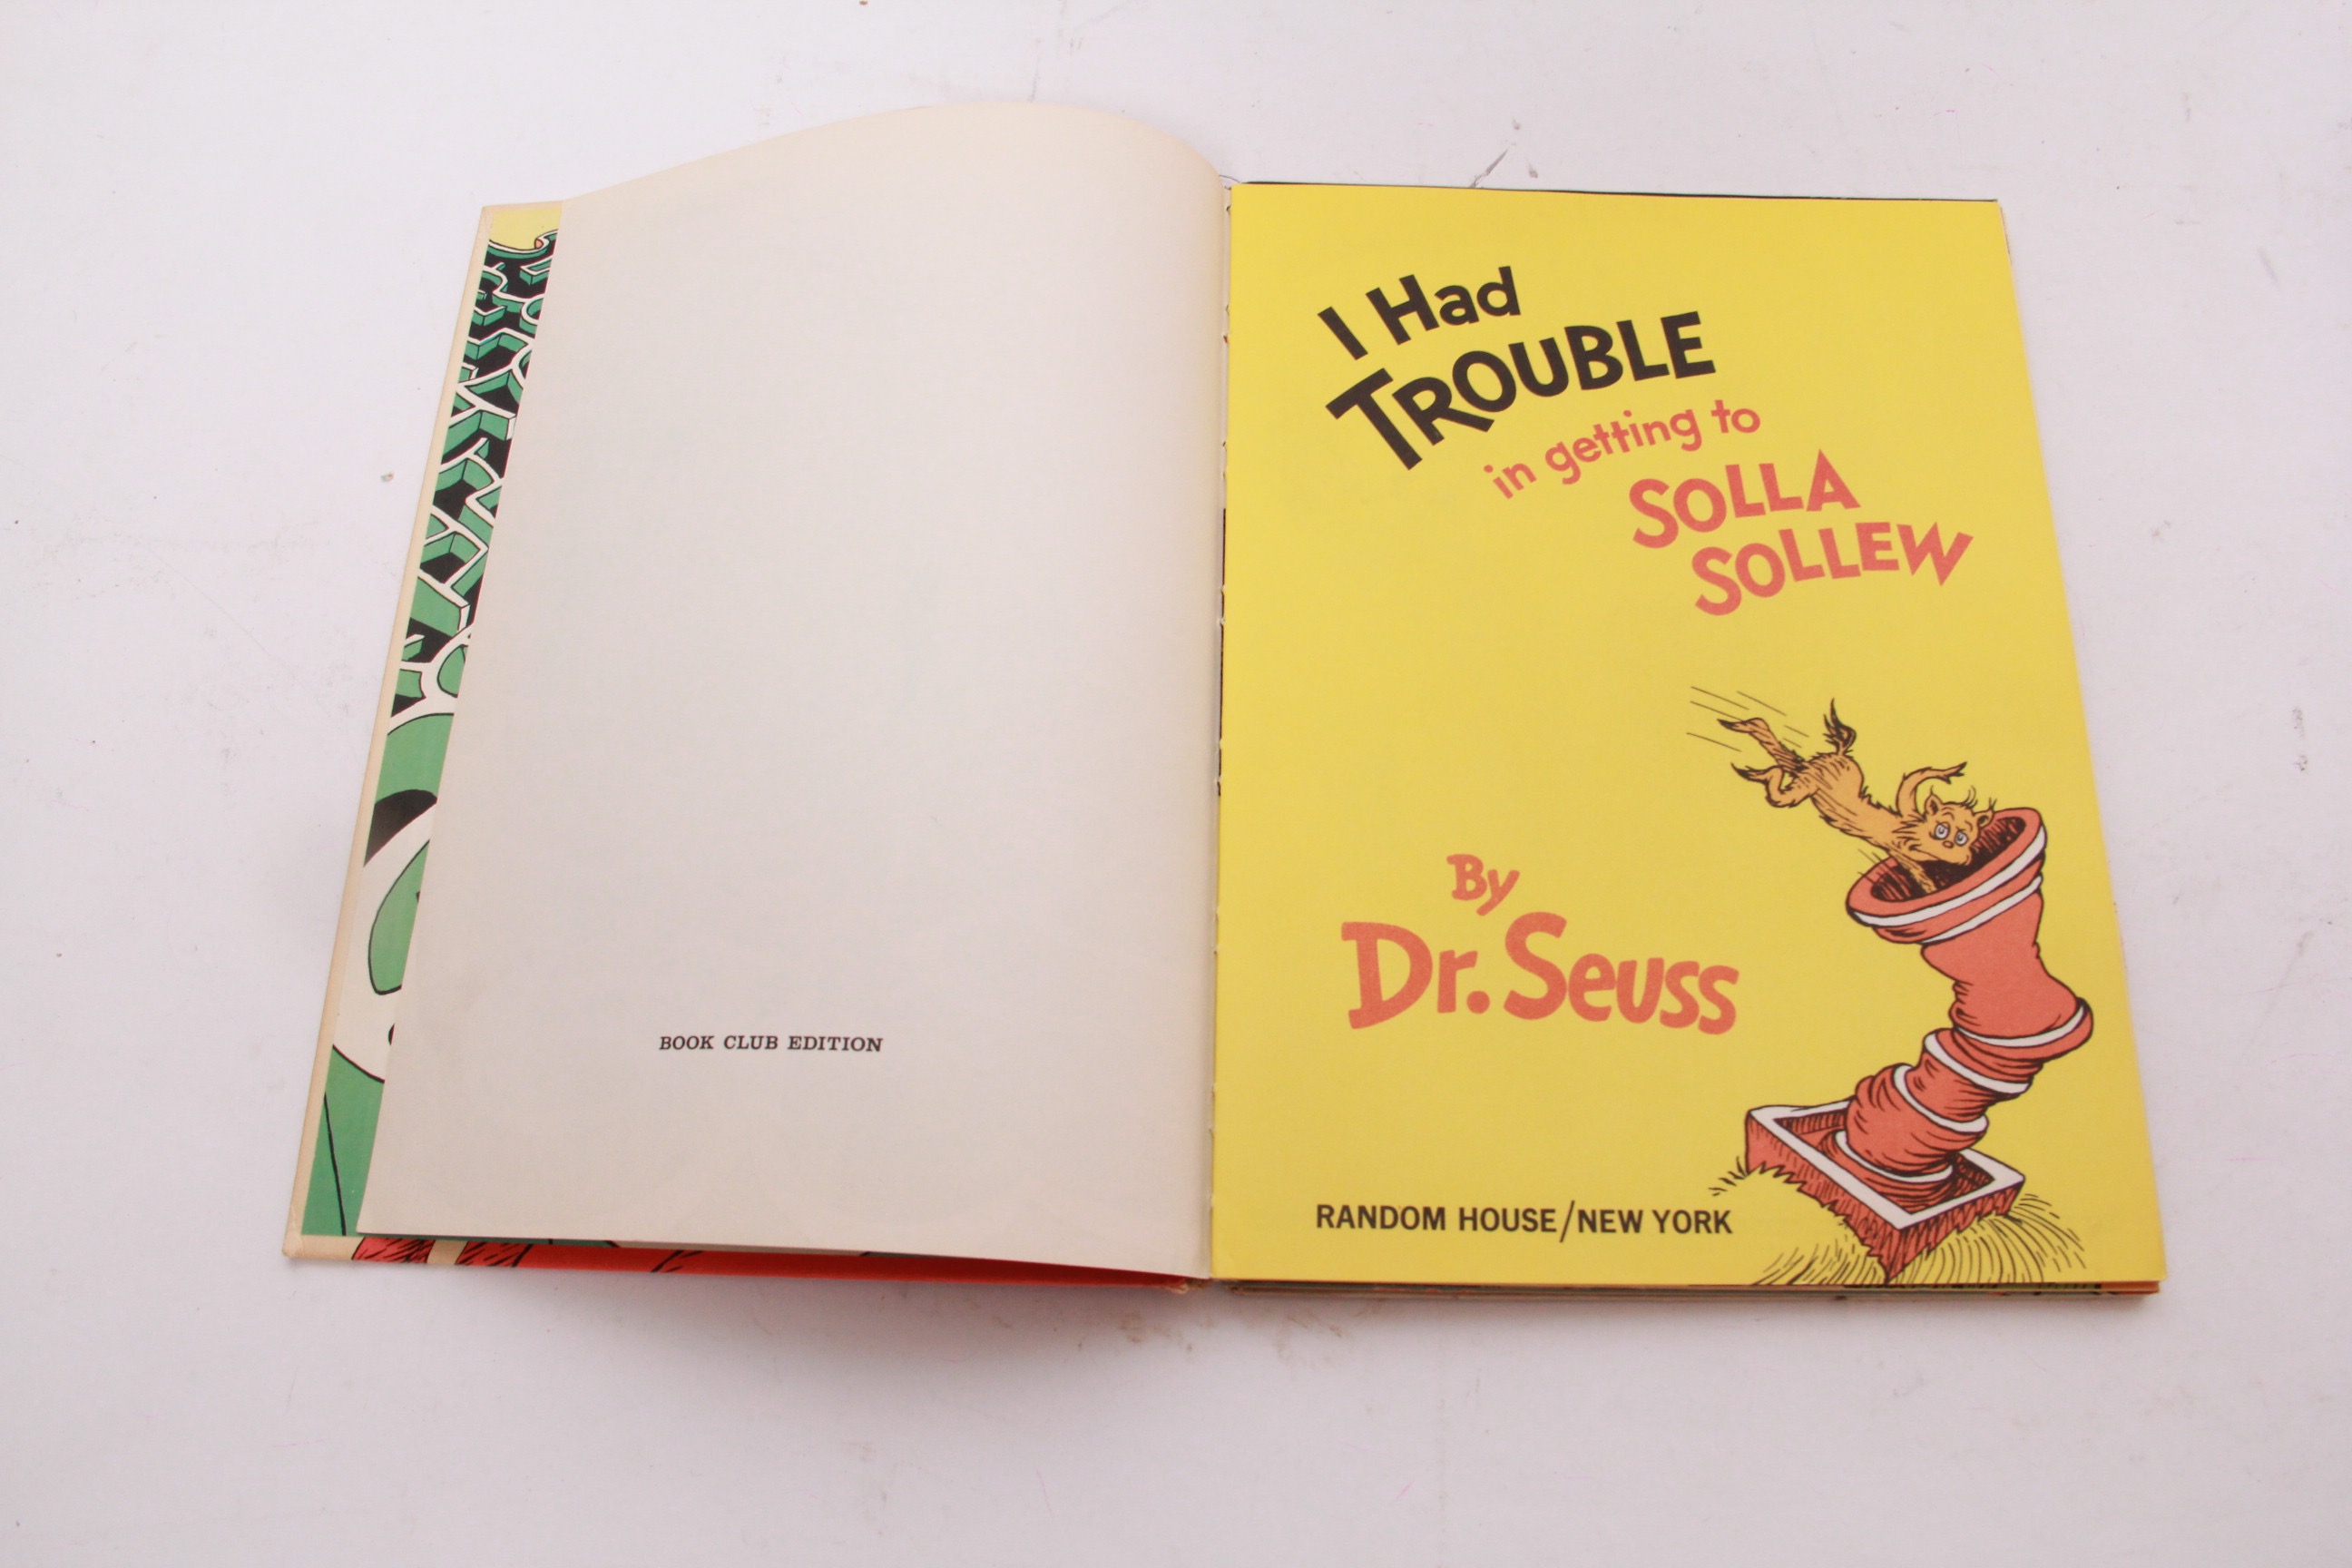 BOOK CLUB EDITION
I Had
TROUBLE
in getting to
SOLLA
SOLLEW
By
Dr. Seuss
RANDOM HOUSE/NEW YORK